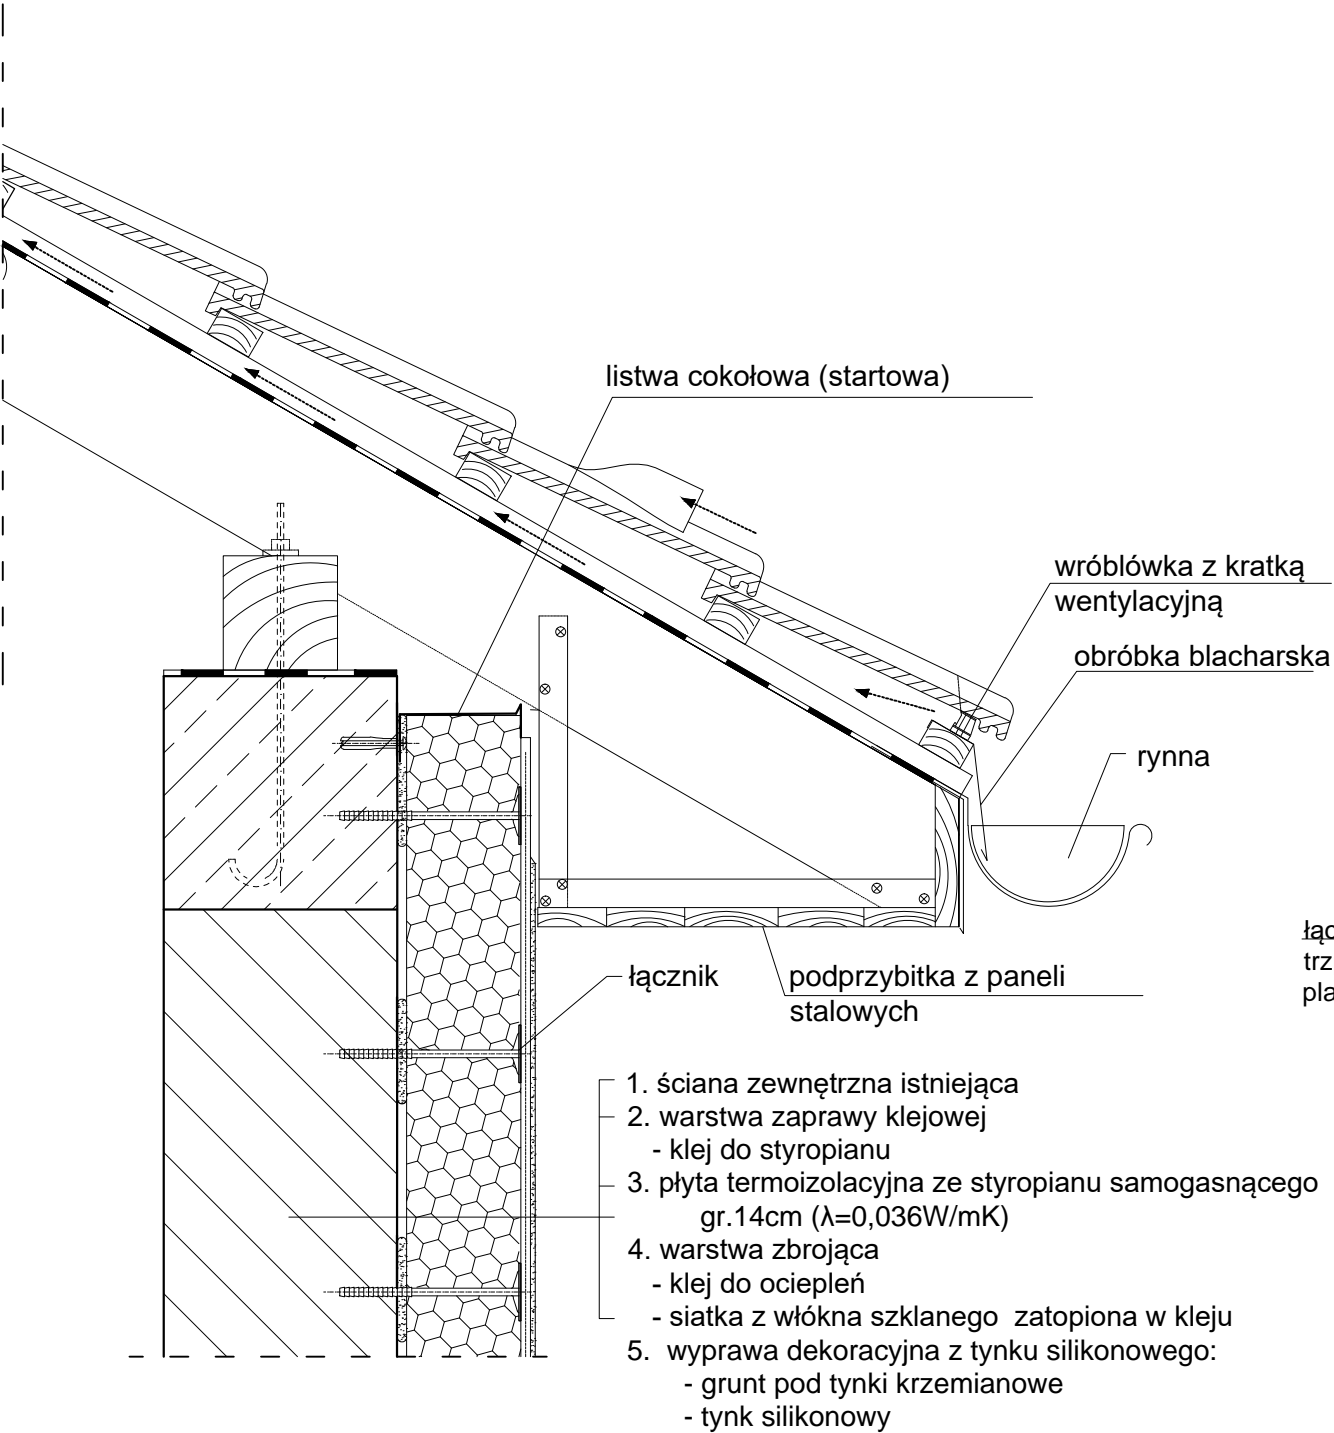 listwa cokołowa (startowa)
wróblówka z kratką
wentylacyjną
obróbka blacharska
rynna
łącznik
podprzybitka z paneli
stalowych
łąc
trz
pla
1. ściana zewnętrzna istniejąca
2. warstwa zaprawy klejowej
- klej do styropianu
3. płyta termoizolacyjna ze styropianu samogasnącego
gr.14cm (λ=0,036W/mK)
4. warstwa zbrojąca
- klej do ociepleń
- siatka z włókna szklanego zatopiona w kleju
5. wyprawa dekoracyjna z tynku silikonowego:
- grunt pod tynki krzemianowe
- tynk silikonowy